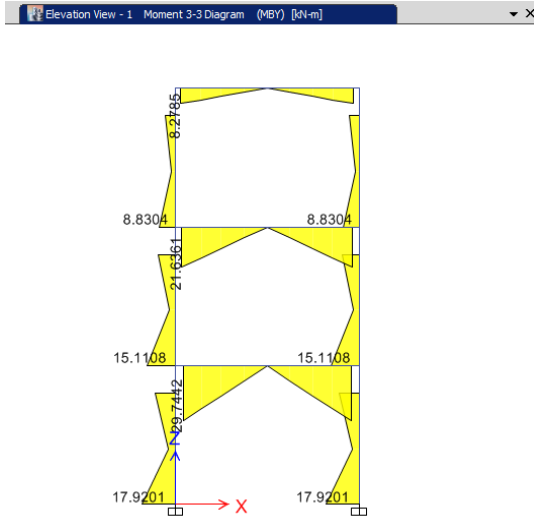 Elevation View - 1 Moment 3-3 Diagram (MBY) [kN-m]
8.2785
8.8304 8.8304
21.6361
15.1108 15.1108
29.7442
Z
17.9201 17.9201
X